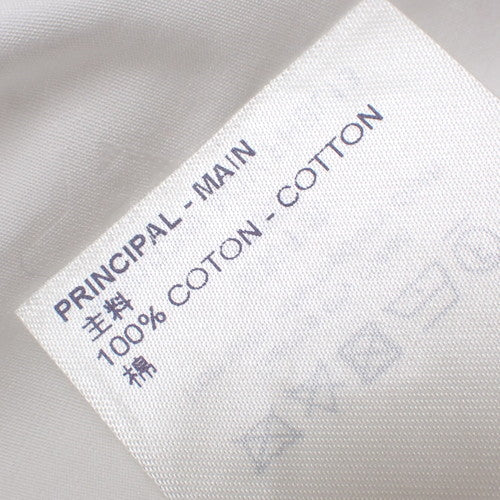 PRINCIPAL - MAIN
主料
100% COTON - COTTON
棉